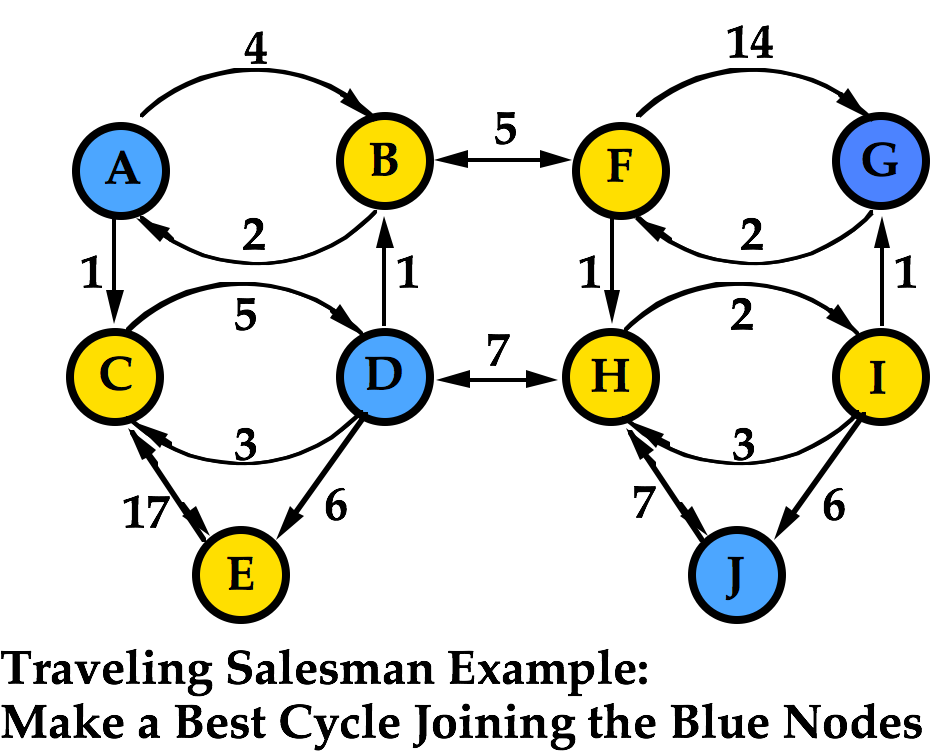 4 14
A B 5 F G
2 2
1 1 1 1
5 2
C D 7 H I
3 3
17 6 7 6
E J
Traveling Salesman Example:
Make a Best Cycle Joining the Blue Nodes